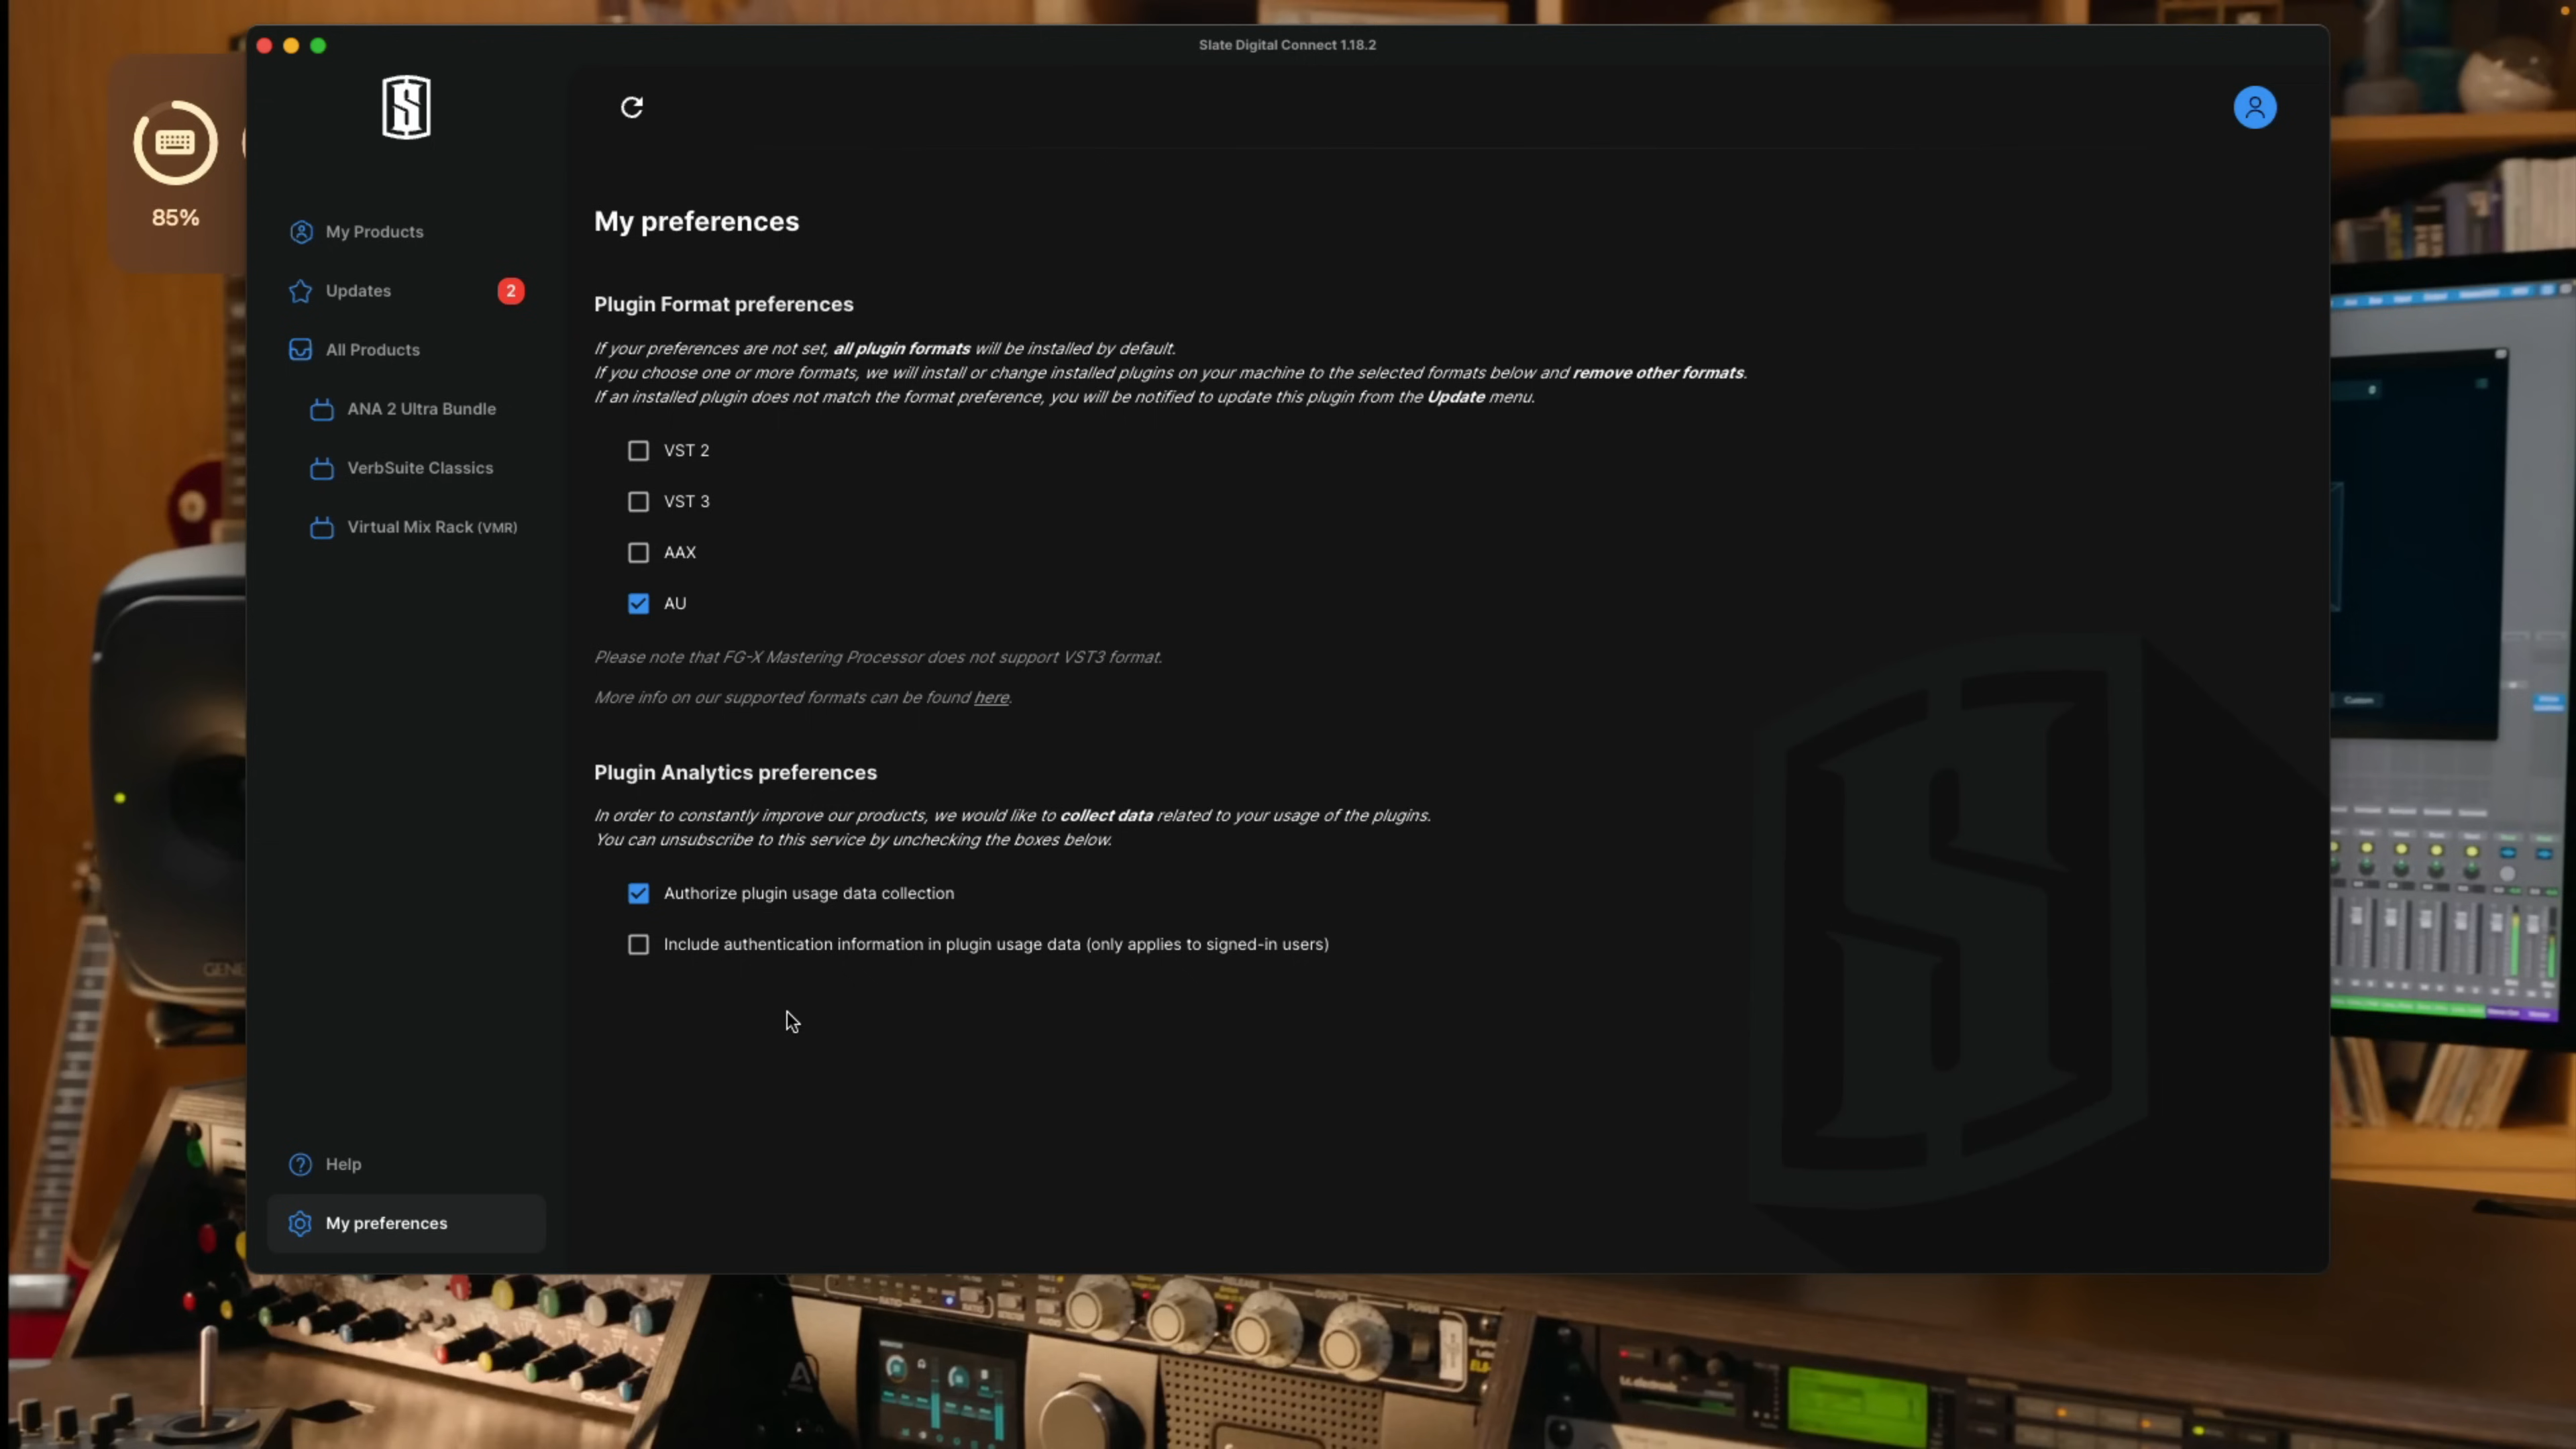 Slate Digital Connect 1.18.2
85%
My Products
Updates
2
All Products
ANA 2 Ultra Bundle
VerbSuite Classics
Virtual Mix Rack (VMR)
Help
My preferences
My preferences
Plugin Format preferences
If your preferences are not set, all plugin formats will be installed by default.
If you choose one or more formats, we will install or change installed plugins on your machine to the selected formats below and remove other formats.
If an installed plugin does not match the format preference, you will be notified to update this plugin from the Update menu.
VST 2
VST 3
AAX
AU
Please note that FG-X Mastering Processor does not support VST3 format.
More info on our supported formats can be found here.
Plugin Analytics preferences
In order to constantly improve our products, we would like to collect data related to your usage of the plugins.
You can unsubscribe to this service by unchecking the boxes below.
Authorize plugin usage data collection
Include authentication information in plugin usage data (only applies to signed-in users)
GENE
Custom
RATIO
RELEASE
OUTPUT
POWER
AUDIO
tc electronic